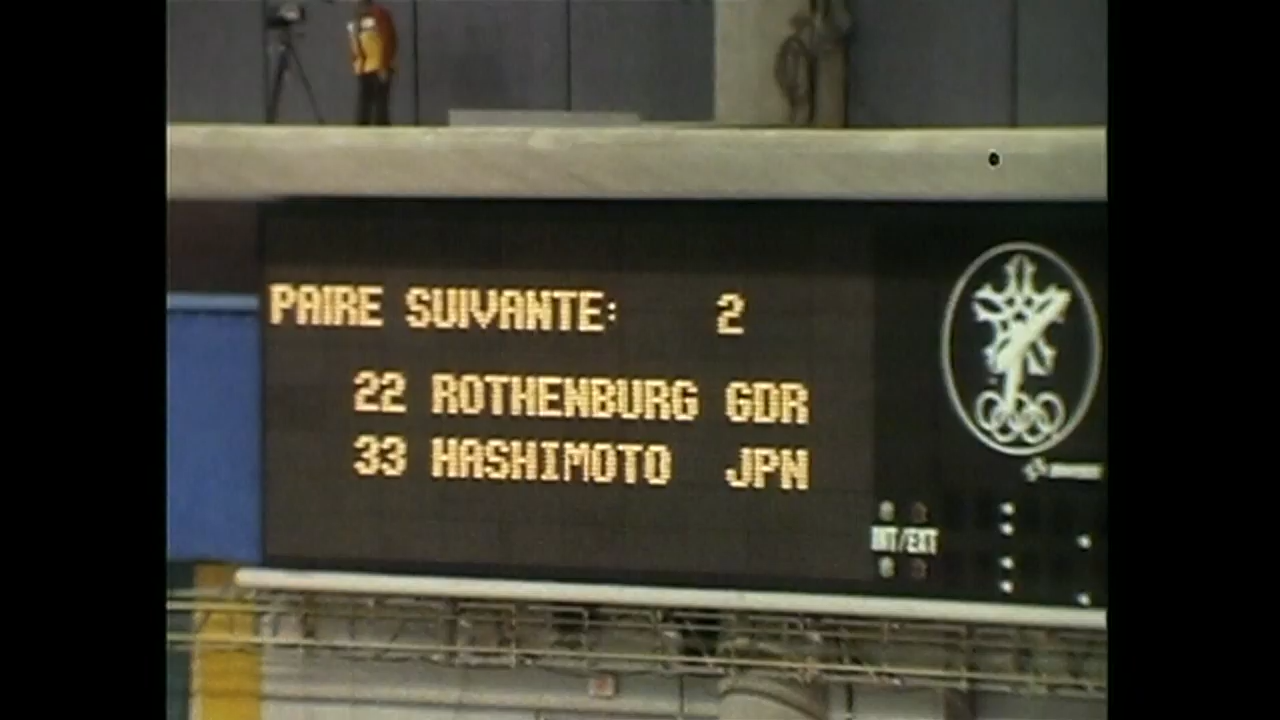 PAIRE SUIVANTE: 2
22 ROTHENBURG GDR
33 HASHIMOTO JPN
INT/EXT